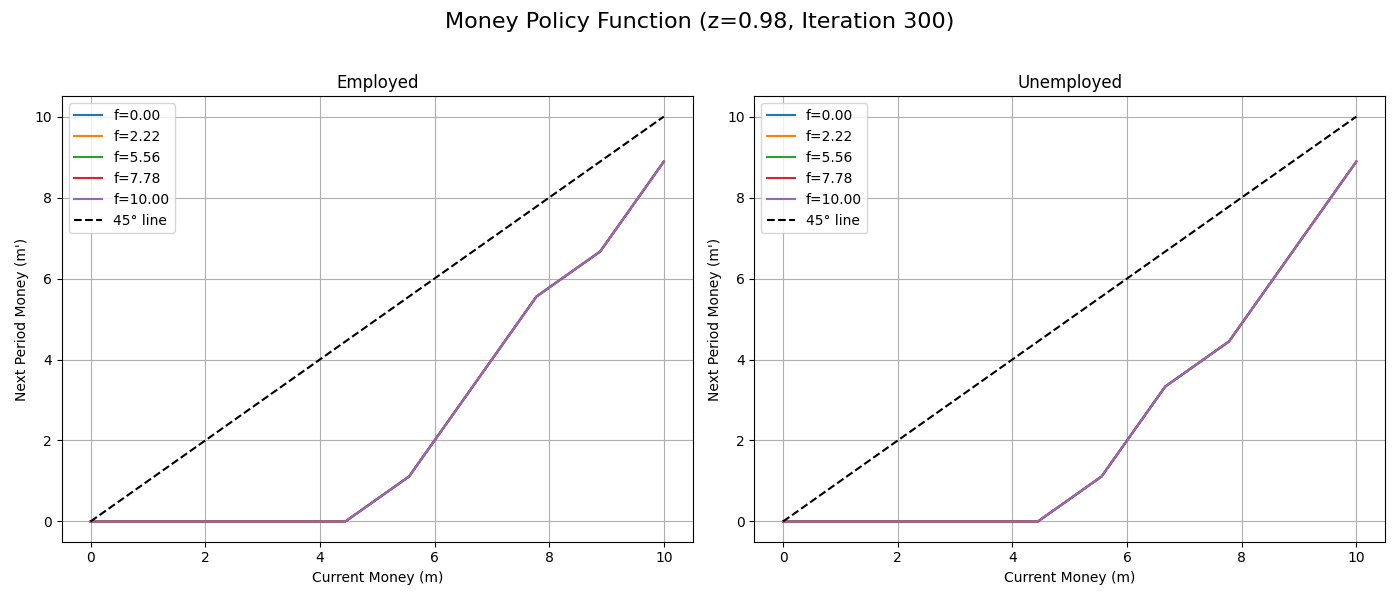 Money Policy Function (z=0.98, Iteration 300)
Employed
f=0.00
f=2.22
f=5.56
f=7.78
f=10.00
45° line
Next Period Money (m')
10
8
6
4
2
0
0 2 4 6 8 10
Current Money (m)
Unemployed
f=0.00
f=2.22
f=5.56
f=7.78
f=10.00
45° line
Next Period Money (m')
10
8
6
4
2
0
0 2 4 6 8 10
Current Money (m)